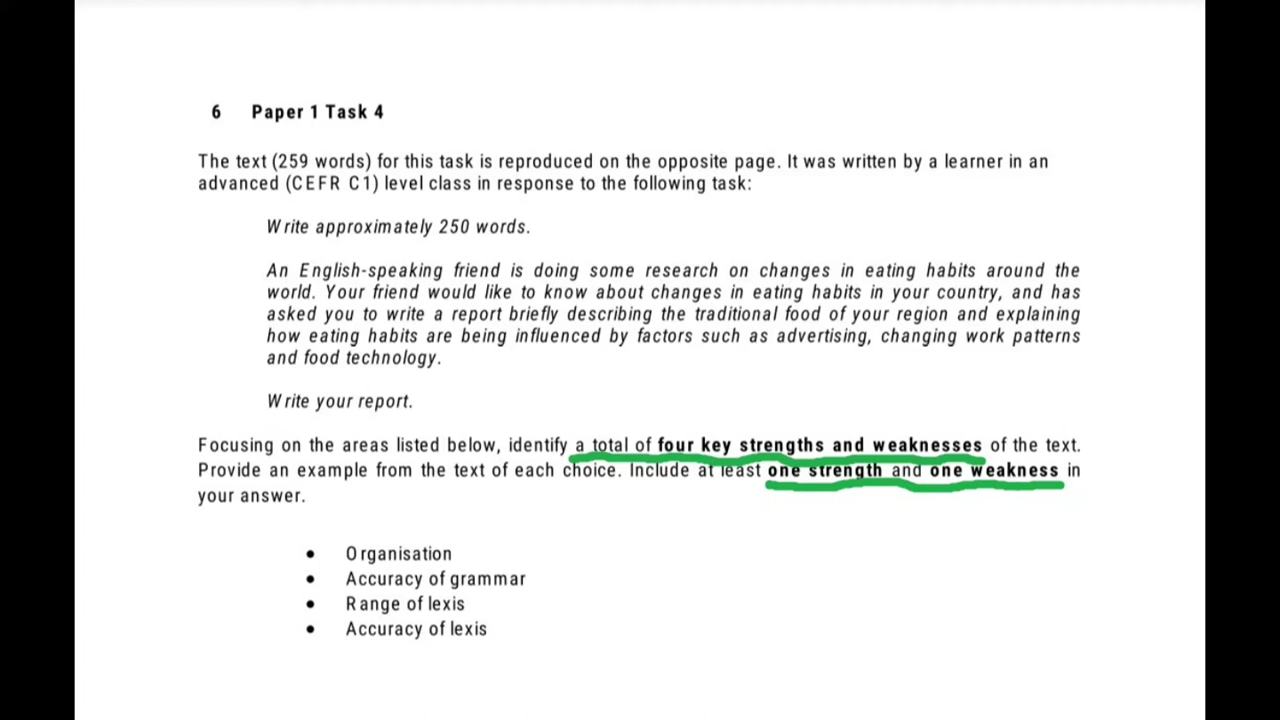 6 Paper 1 Task 4
The text (259 words) for this task is reproduced on the opposite page. It was written by a learner in an
advanced (CEFR C1) level class in response to the following task:
Write approximately 250 words.
An English-speaking friend is doing some research on changes in eating habits around the
world. Your friend would like to know about changes in eating habits in your country, and has
asked you to write a report briefly describing the traditional food of your region and explaining
how eating habits are being influenced by factors such as advertising, changing work patterns
and food technology.
Write your report.
Focusing on the areas listed below, identify a total of four key strengths and weaknesses of the text.
Provide an example from the text of each choice. Include at least one strength and one weakness in
your answer.
• Organisation
• Accuracy of grammar
• Range of lexis
• Accuracy of lexis